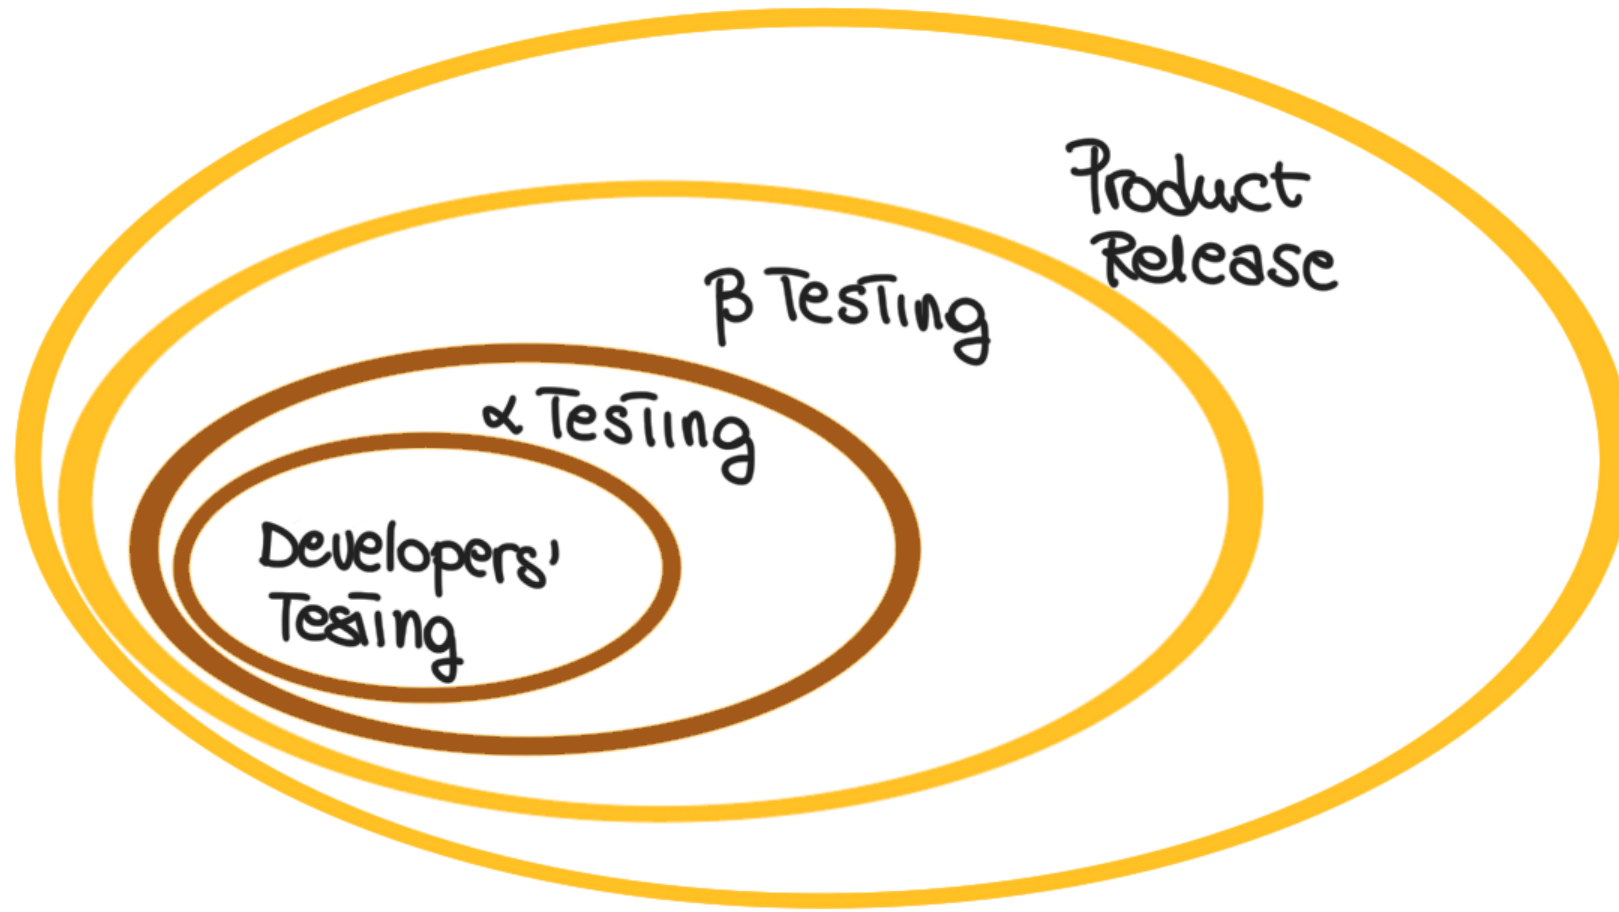 Product
Release
β Testing
α Testing
Developers'
Testing